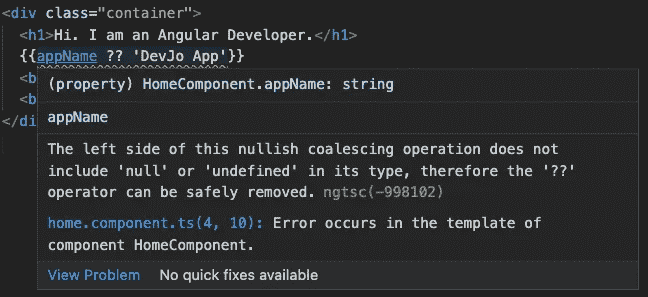 <div class="container">
<h1>Hi. I am an Angular Developer.</h1>
{{appName ?? 'DevJo App'}}
<b
<b
</di
(property) HomeComponent.appName: string
appName
The left side of this nullish coalescing operation does not
include 'null' or 'undefined' in its type, therefore the '??'
operator can be safely removed. ngtsc(-998102)
home.component.ts(4, 10): Error occurs in the template of
component HomeComponent.
View Problem No quick fixes available